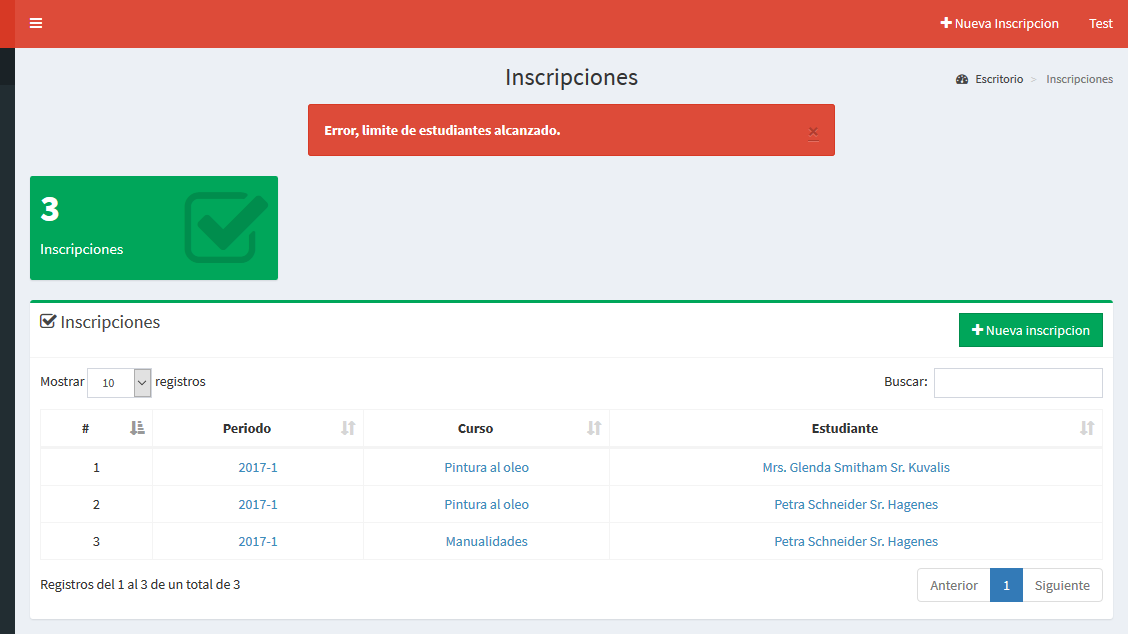 Nueva Inscripcion Test
Inscripciones
Escritorio > Inscripciones
Error, limite de estudiantes alcanzado. ×
3
Inscripciones
Inscripciones
Nueva inscripcion
Mostrar 10 registros Buscar:
# Periodo Curso Estudiante
1 2017-1 Pintura al oleo Mrs. Glenda Smitham Sr. Kuvalis
2 2017-1 Pintura al oleo Petra Schneider Sr. Hagenes
3 2017-1 Manualidades Petra Schneider Sr. Hagenes
Registros del 1 al 3 de un total de 3 Anterior 1 Siguiente